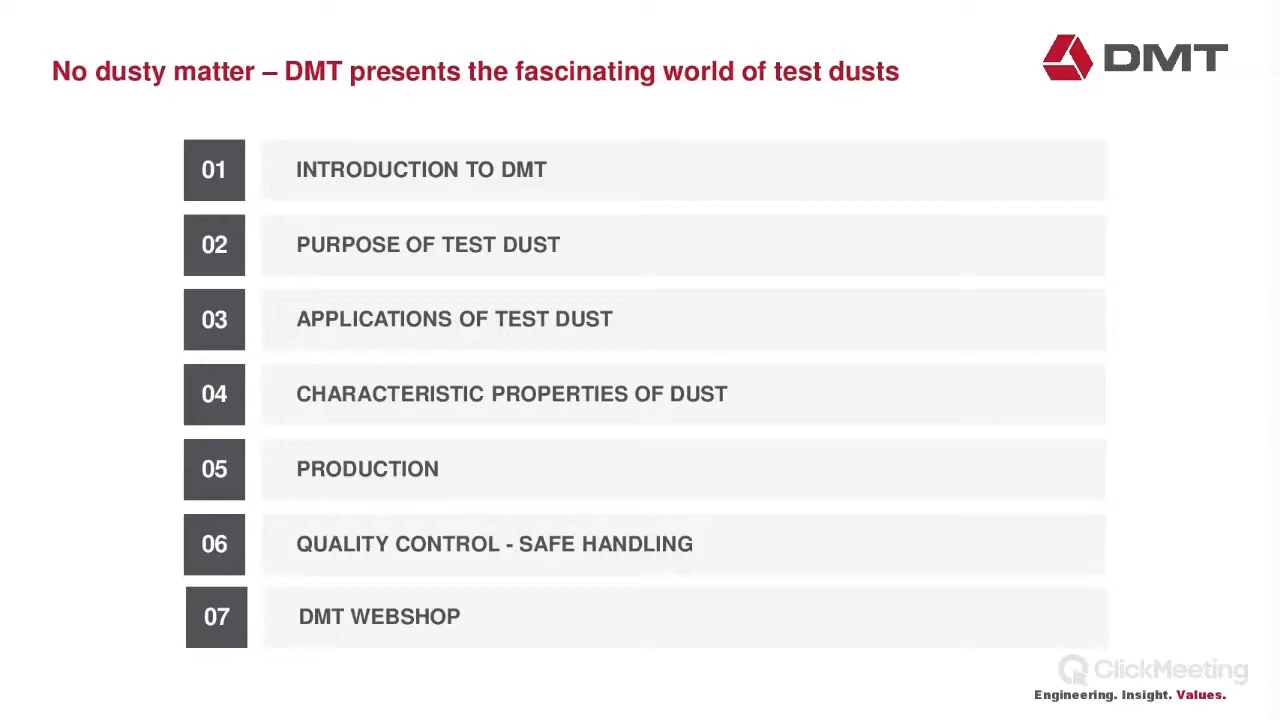 No dusty matter – DMT presents the fascinating world of test dusts
DMT
01 INTRODUCTION TO DMT
02 PURPOSE OF TEST DUST
03 APPLICATIONS OF TEST DUST
04 CHARACTERISTIC PROPERTIES OF DUST
05 PRODUCTION
06 QUALITY CONTROL - SAFE HANDLING
07 DMT WEBSHOP
ClickMeeting
Engineering. Insight. Values.